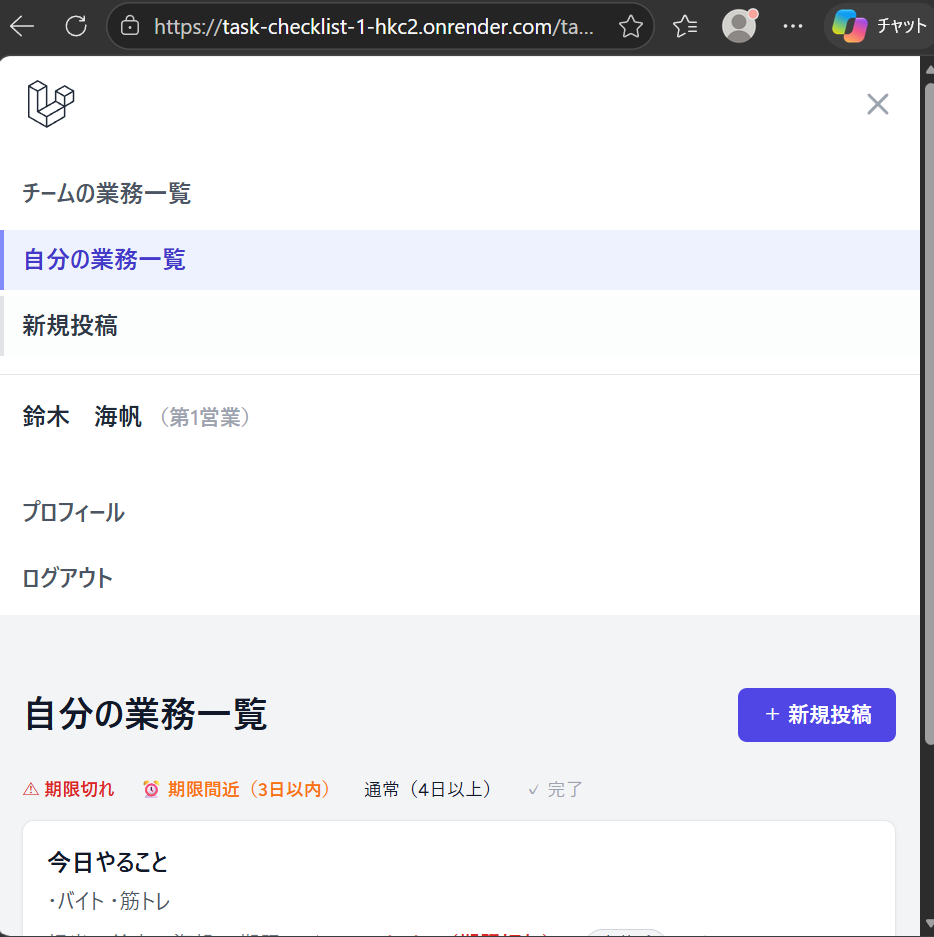 https://task-checklist-1-hkc2.onrender.com/ta...
チャット
チームの業務一覧
自分の業務一覧
新規投稿
鈴木　海帆（第1営業）
プロフィール
ログアウト
自分の業務一覧
+ 新規投稿
⚠ 期限切れ ⏰ 期限間近（3日以内） 通常（4日以上） ✓ 完了
今日やること
・バイト・筋トレ